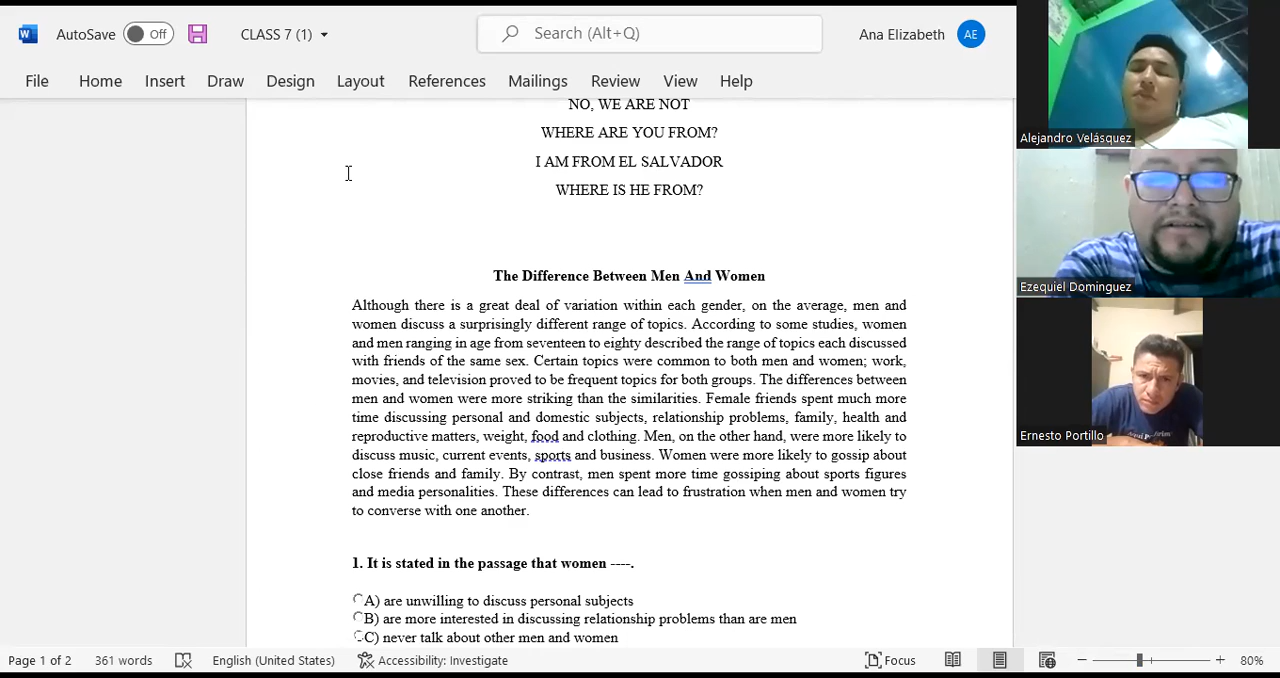 AutoSave Off CLASS 7 (1) Search (Alt+Q) Ana Elizabeth AE
File Home Insert Draw Design Layout References Mailings Review View Help
NO, WE ARE NOT
WHERE ARE YOU FROM?
I AM FROM EL SALVADOR
WHERE IS HE FROM?
The Difference Between Men And Women
Although there is a great deal of variation within each gender, on the average, men and
women discuss a surprisingly different range of topics. According to some studies, women
and men ranging in age from seventeen to eighty described the range of topics each discussed
with friends of the same sex. Certain topics were common to both men and women; work,
movies, and television proved to be frequent topics for both groups. The differences between
men and women were more striking than the similarities. Female friends spent much more
time discussing personal and domestic subjects, relationship problems, family, health and
reproductive matters, weight, food and clothing. Men, on the other hand, were more likely to
discuss music, current events, sports and business. Women were more likely to gossip about
close friends and family. By contrast, men spent more time gossiping about sports figures
and media personalities. These differences can lead to frustration when men and women try
to converse with one another.
1. It is stated in the passage that women ----.
A) are unwilling to discuss personal subjects
B) are more interested in discussing relationship problems than are men
C) never talk about other men and women
Page 1 of 2 361 words English (United States) Accessibility: Investigate Focus 80%
Alejandro Velásquez
Ezequiel Dominguez
Ernesto Portillo